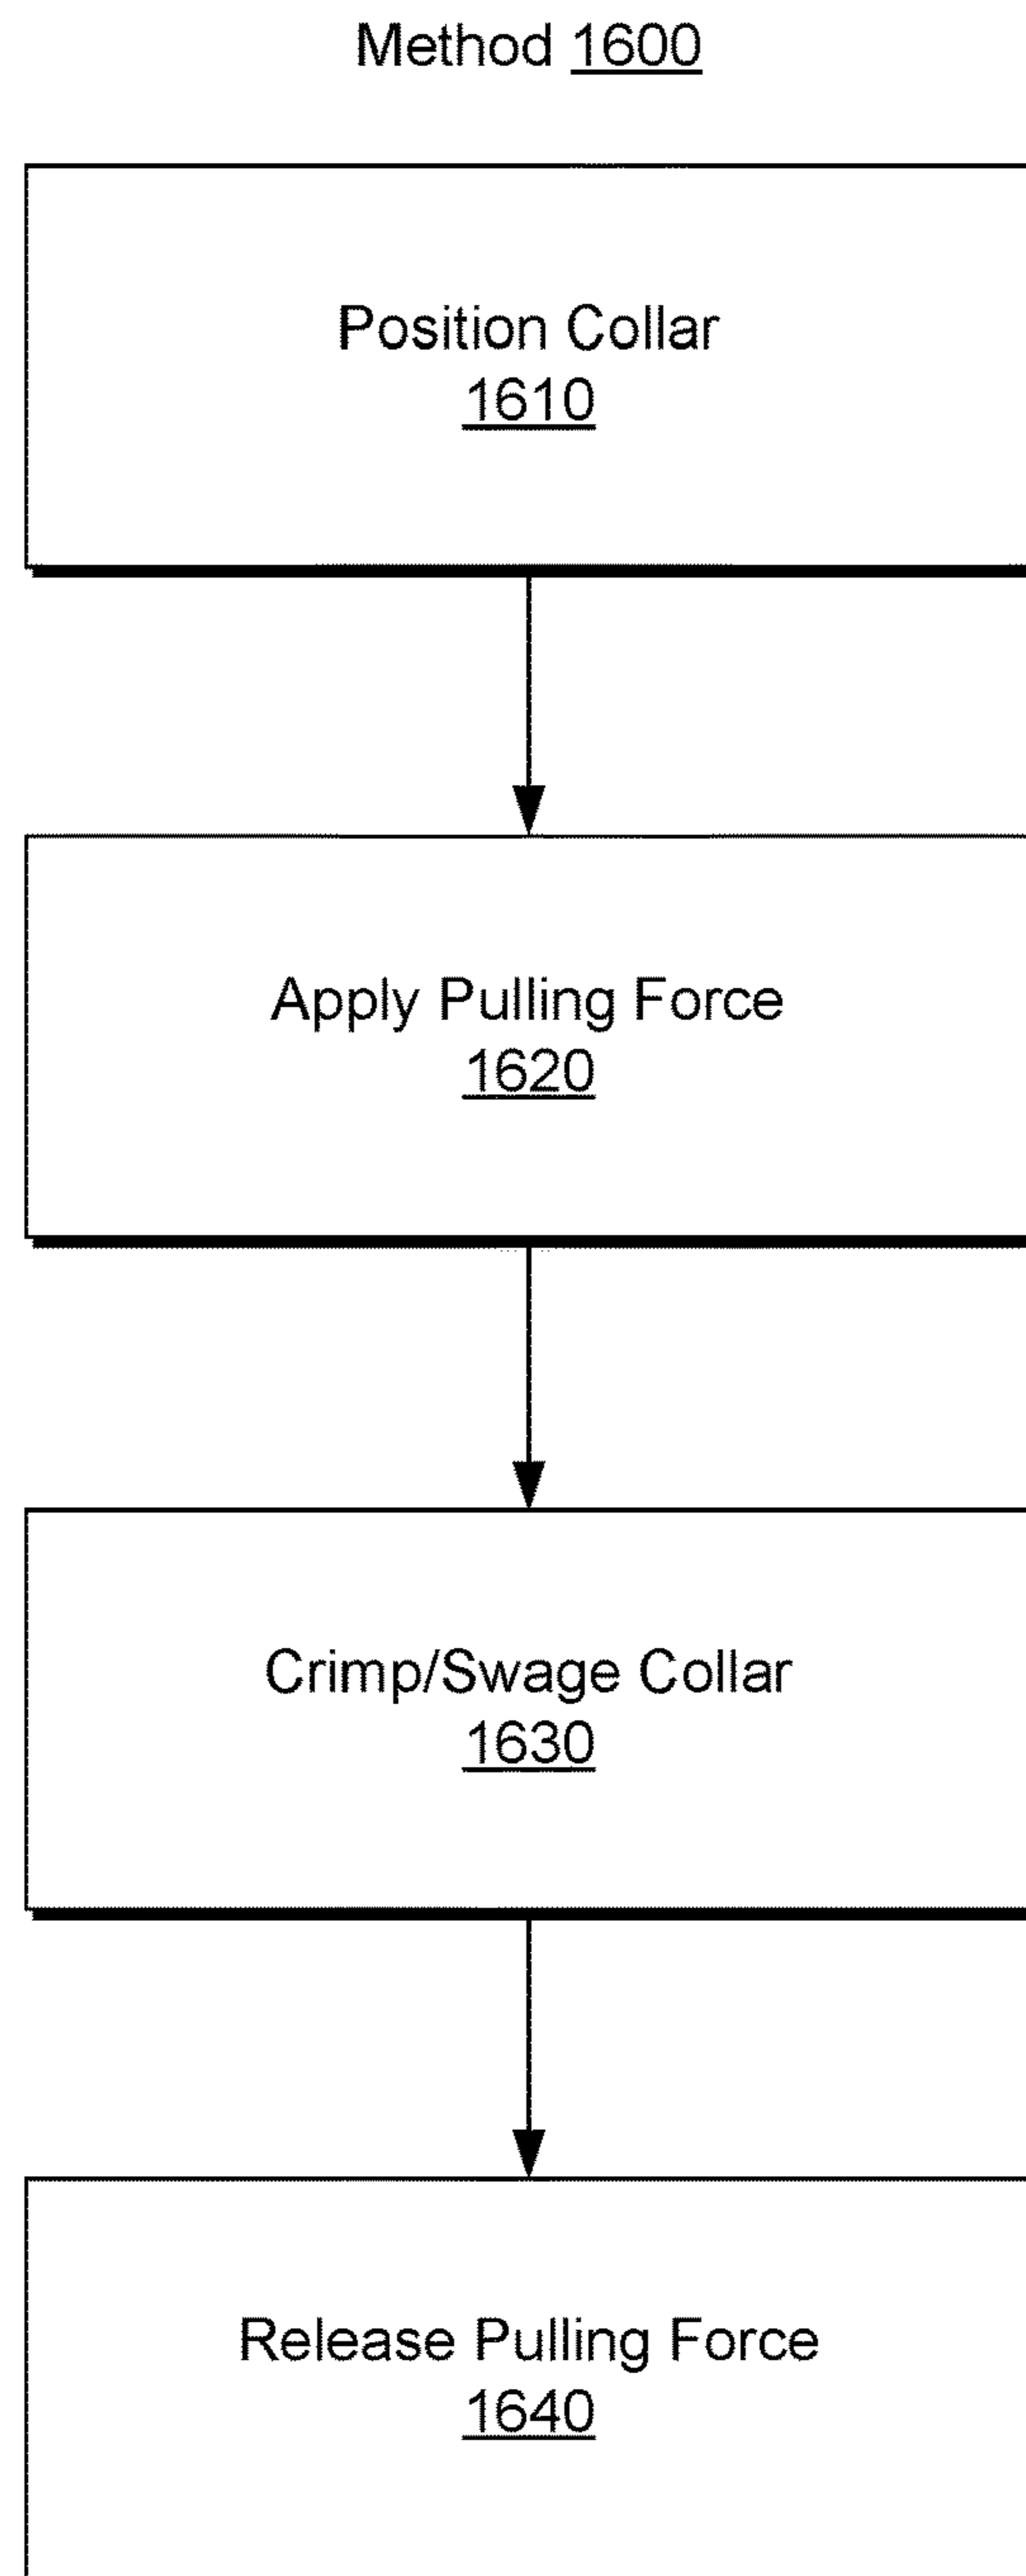 Method 1600
Position Collar
1610
Apply Pulling Force
1620
Crimp/Swage Collar
1630
Release Pulling Force
1640